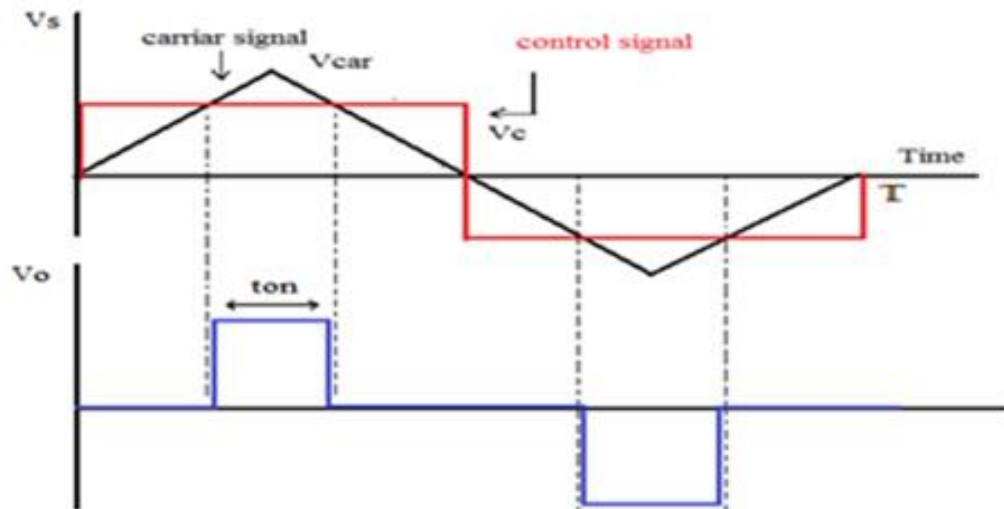 Vs
carriar signal
control signal
Vcar
Vc
Time
T
Vo
ton